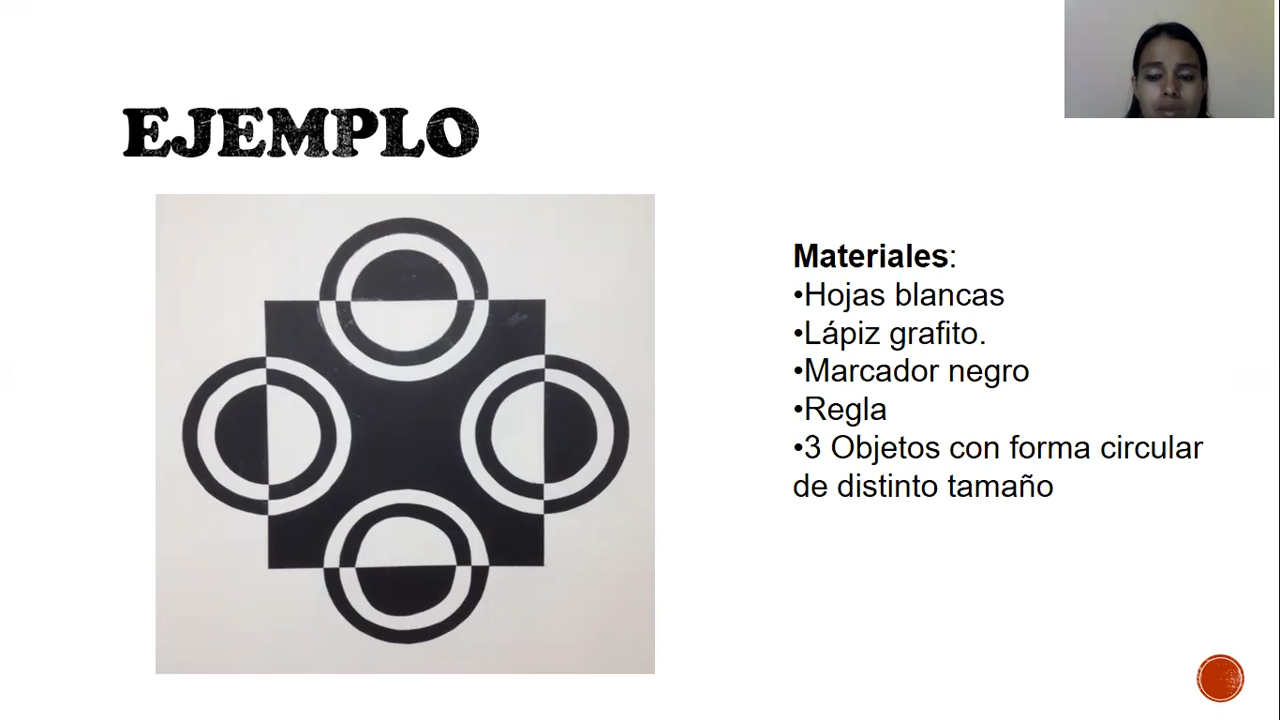 EJEMPLO
Materiales:
•Hojas blancas
•Lápiz grafito.
•Marcador negro
•Regla
•3 Objetos con forma circular
de distinto tamaño